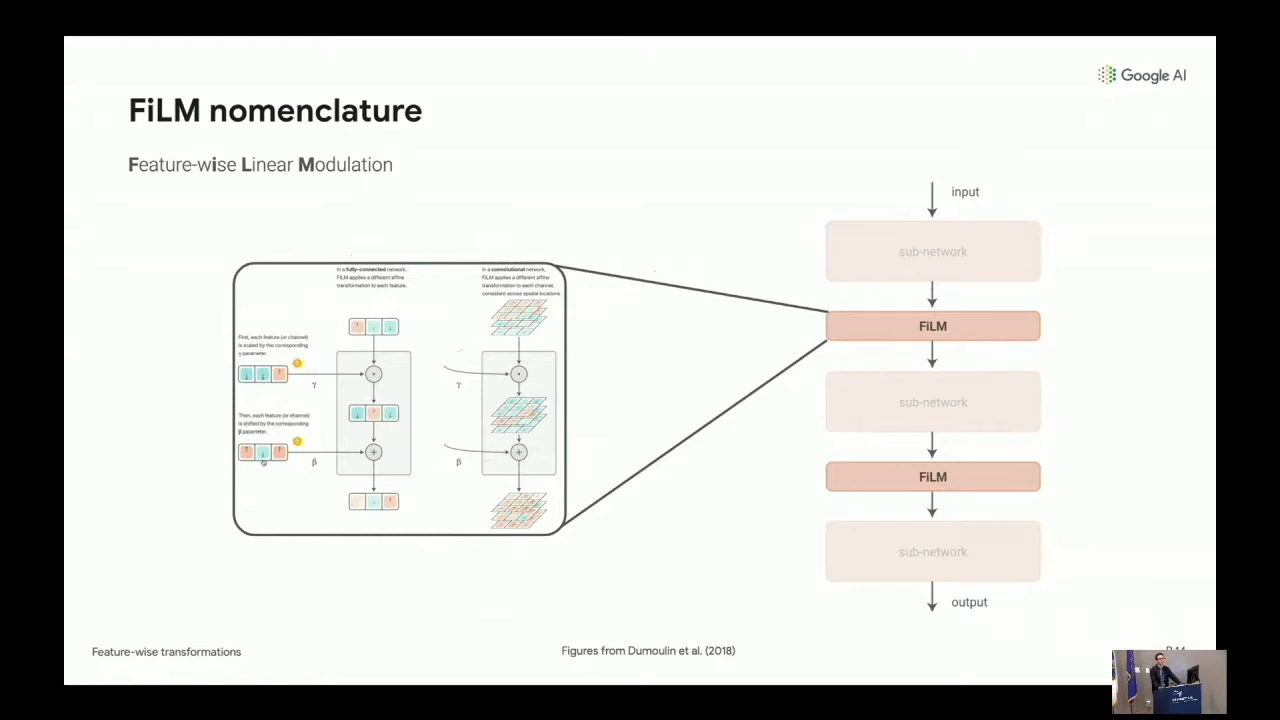 Google AI
FiLM nomenclature
Feature-wise Linear Modulation
input
sub-network
FiLM
sub-network
FiLM
sub-network
output
In a fully-connected network,
FiLM applies a different affine
transformation to each feature.
In a convolutional network,
FiLM applies a different affine
transformation to each channel,
consistent across spatial locations.
First, each feature (or channel)
is scaled by the corresponding
γ parameter.
γ
γ
Then, each feature (or channel)
is shifted by the corresponding
β parameter.
β
β
Feature-wise transformations
Figures from Dumoulin et al. (2018)